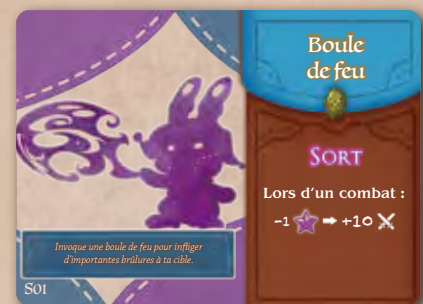 Boule
de feu
SORT
Lors d'un combat :
-1 ➡ +10
Invoque une boule de feu pour infliger
d'importantes brûlures à ta cible.
S01